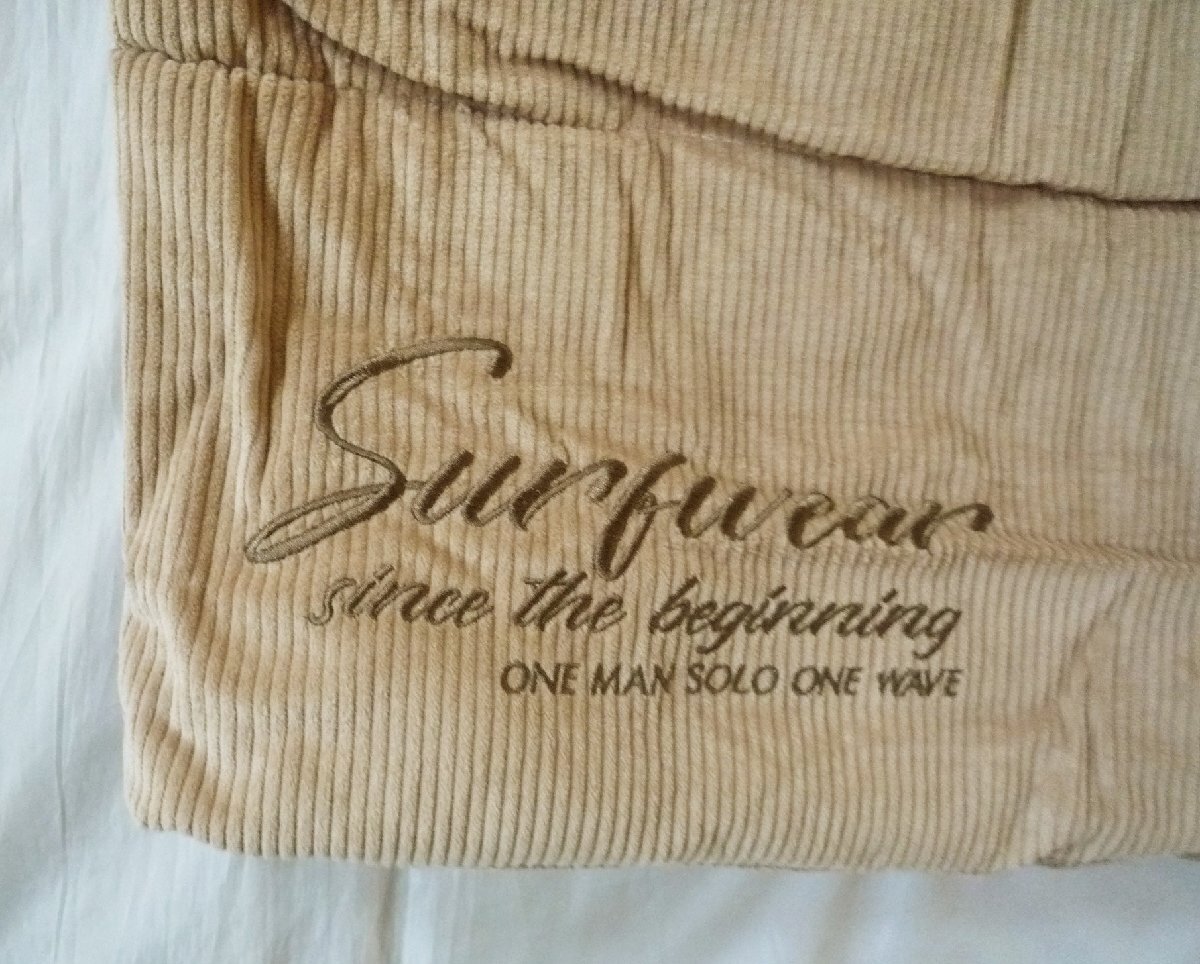 Surfwear
since the beginning
ONE MAN SOLO ONE WAVE